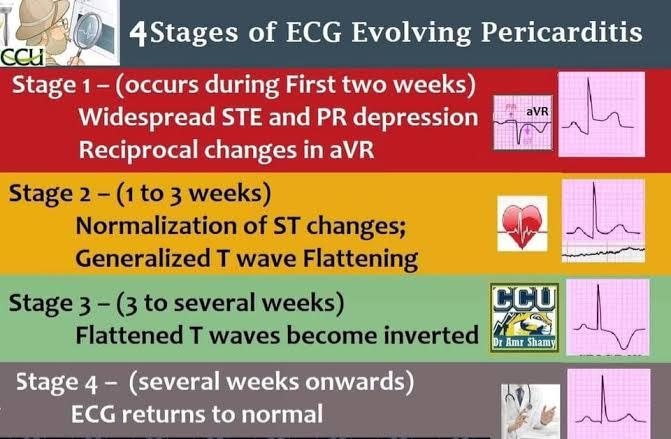 CCU
4Stages of ECG Evolving Pericarditis
Stage 1 – (occurs during First two weeks)
Widespread STE and PR depression
Reciprocal changes in aVR
PR
aVR
ST
Stage 2 – (1 to 3 weeks)
Normalization of ST changes;
Generalized T wave Flattening
Stage 3 – (3 to several weeks)
Flattened T waves become inverted
CCU
Dr Amr Shamy
Stage 4 – (several weeks onwards)
ECG returns to normal